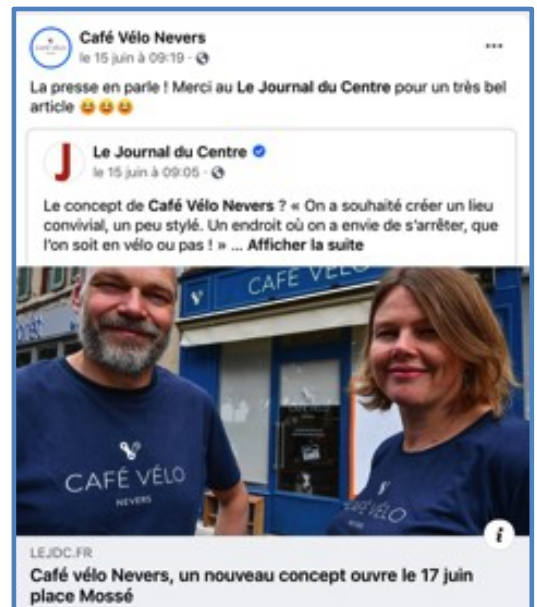 Café Vélo Nevers
le 15 juin à 09:19 ·
La presse en parle ! Merci au Le Journal du Centre pour un très bel
article 😆😆😆
Le Journal du Centre
le 15 juin à 09:05 ·
Le concept de Café Vélo Nevers ? « On a souhaité créer un lieu
convivial, un peu stylé. Un endroit où on a envie de s'arrêter, que
l'on soit en vélo ou pas ! » ... Afficher la suite
CAFÉ VÉLO
CAFÉ VÉLO
NEVERS
CAFÉ VÉLO
LEJDC.FR
Café vélo Nevers, un nouveau concept ouvre le 17 juin
place Mossé